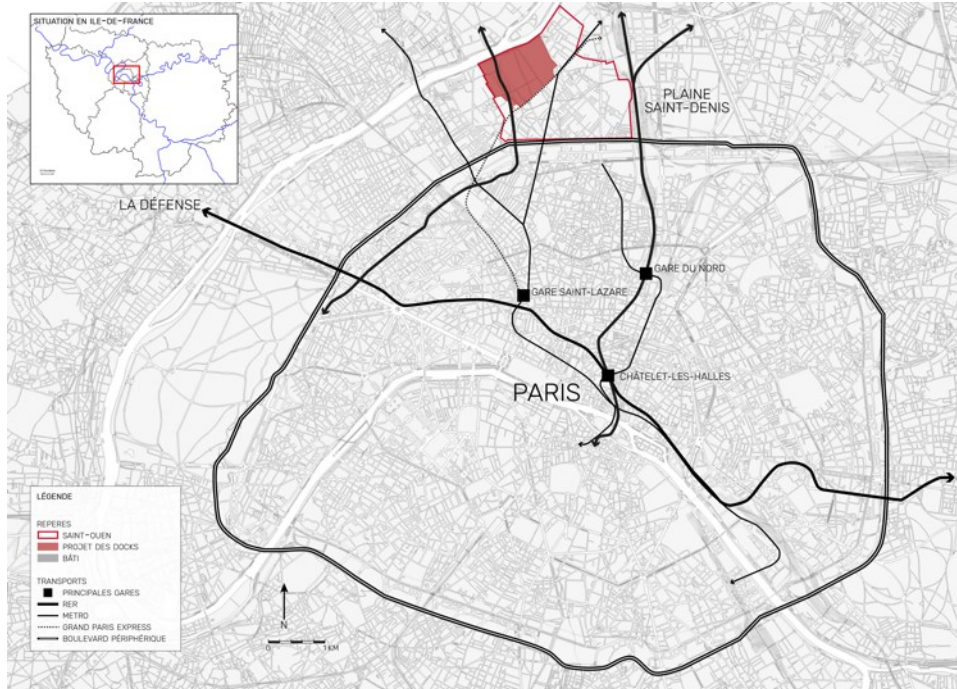 SITUATION EN ILE-DE-FRANCE
PLAINE
SAINT-DENIS
LA DÉFENSE
GARE DU NORD
GARE SAINT-LAZARE
CHÂTELET-LES-HALLES
PARIS
LÉGENDE
REPERES
SAINT-OUEN
PROJET DES DOCKS
BÂTI
TRANSPORTS
PRINCIPALES GARES
RER
METRO
GRAND PARIS EXPRESS
BOULEVARD PÉRIPHÉRIQUE
N
0 1KM